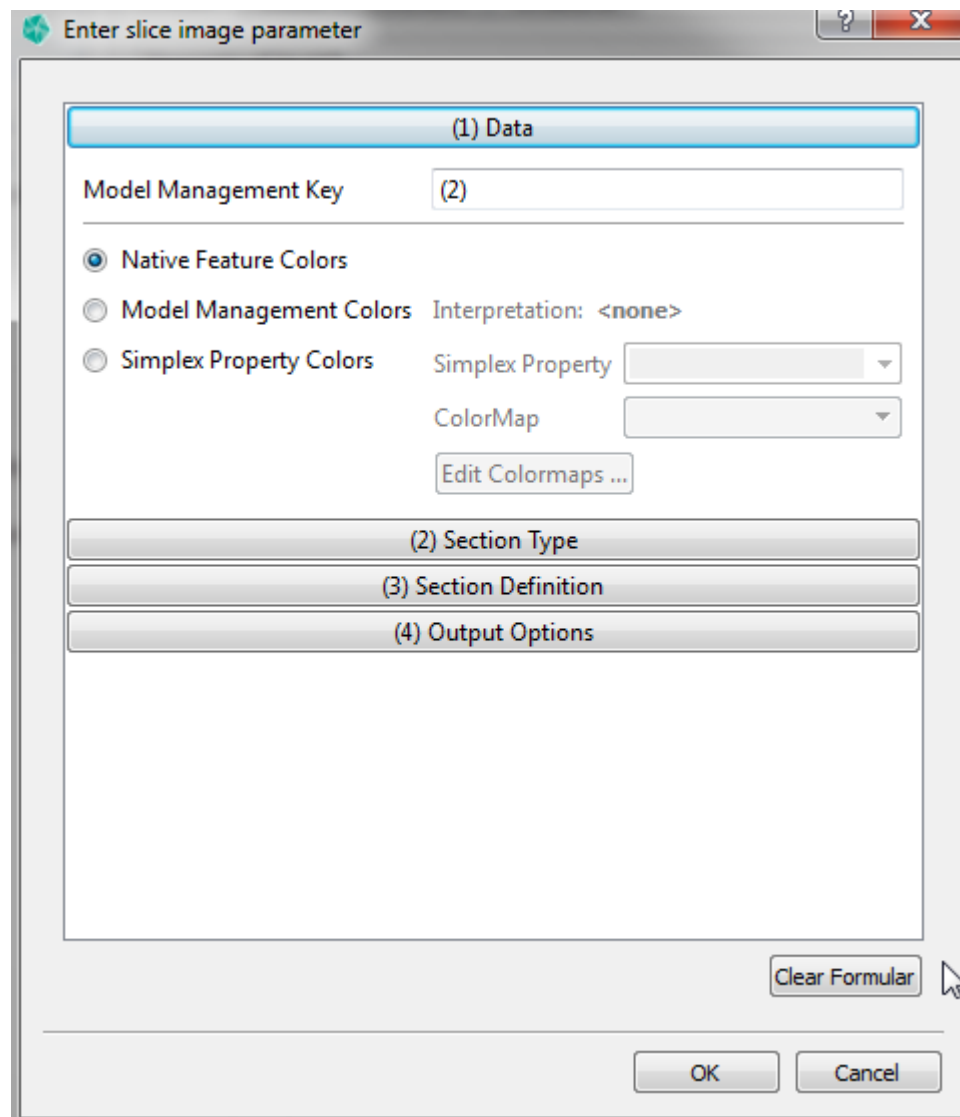 Enter slice image parameter
(1) Data
Model Management Key (2)
Native Feature Colors
Model Management Colors Interpretation: <none>
Simplex Property Colors Simplex Property
ColorMap
Edit Colormaps ...
(2) Section Type
(3) Section Definition
(4) Output Options
Clear Formular
OK Cancel